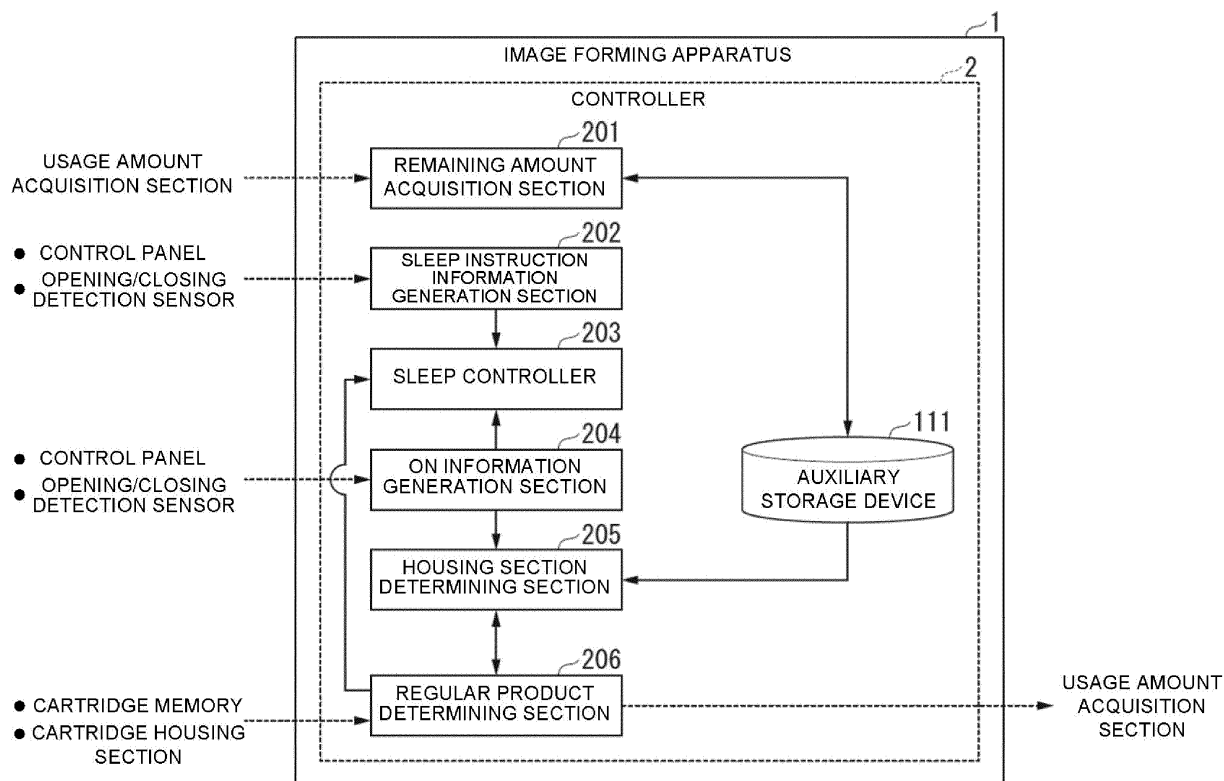 1
IMAGE FORMING APPARATUS
2
CONTROLLER
201
USAGE AMOUNT
ACQUISITION SECTION
REMAINING AMOUNT
ACQUISITION SECTION
202
● CONTROL PANEL
● OPENING/CLOSING
DETECTION SENSOR
SLEEP INSTRUCTION
INFORMATION
GENERATION SECTION
203
SLEEP CONTROLLER
204
● CONTROL PANEL
● OPENING/CLOSING
DETECTION SENSOR
ON INFORMATION
GENERATION SECTION
111
AUXILIARY
STORAGE DEVICE
205
HOUSING SECTION
DETERMINING SECTION
206
● CARTRIDGE MEMORY
● CARTRIDGE HOUSING
SECTION
REGULAR PRODUCT
DETERMINING SECTION
USAGE AMOUNT
ACQUISITION
SECTION